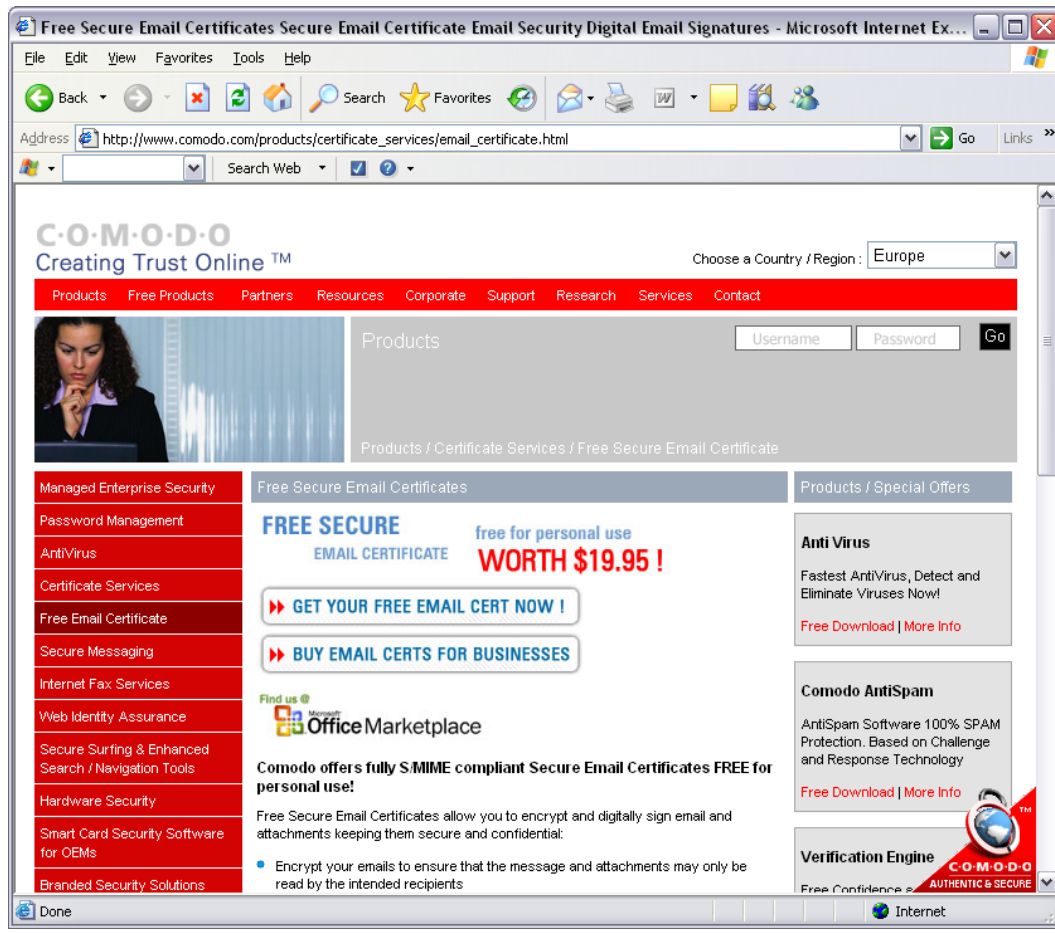 Free Secure Email Certificates Secure Email Certificate Email Security Digital Email Signatures - Microsoft Internet Ex...
File Edit View Favorites Tools Help
Back Search Favorites
Address http://www.comodo.com/products/certificate_services/email_certificate.html Go Links »
Search Web
C·O·M·O·D·O
Creating Trust Online ™
Choose a Country / Region : Europe
Products Free Products Partners Resources Corporate Support Research Services Contact
Products
Username Password Go
Products / Certificate Services / Free Secure Email Certificate
Managed Enterprise Security
Password Management
AntiVirus
Certificate Services
Free Email Certificate
Secure Messaging
Internet Fax Services
Web Identity Assurance
Secure Surfing & Enhanced
Search / Navigation Tools
Hardware Security
Smart Card Security Software
for OEMs
Branded Security Solutions
Free Secure Email Certificates
FREE SECURE
EMAIL CERTIFICATE
free for personal use
WORTH $19.95 !
GET YOUR FREE EMAIL CERT NOW !
BUY EMAIL CERTS FOR BUSINESSES
Find us @
Microsoft
Office Marketplace
Comodo offers fully S/MIME compliant Secure Email Certificates FREE for
personal use!
Free Secure Email Certificates allow you to encrypt and digitally sign email and
attachments keeping them secure and confidential:
Encrypt your emails to ensure that the message and attachments may only be
read by the intended recipients
Products / Special Offers
Anti Virus
Fastest AntiVirus, Detect and
Eliminate Viruses Now!
Free Download | More Info
Comodo AntiSpam
AntiSpam Software 100% SPAM
Protection. Based on Challenge
and Response Technology
Free Download | More Info
Verification Engine
Free Confidence
TM
C·O·M·O·D·O
AUTHENTIC & SECURE
Done Internet